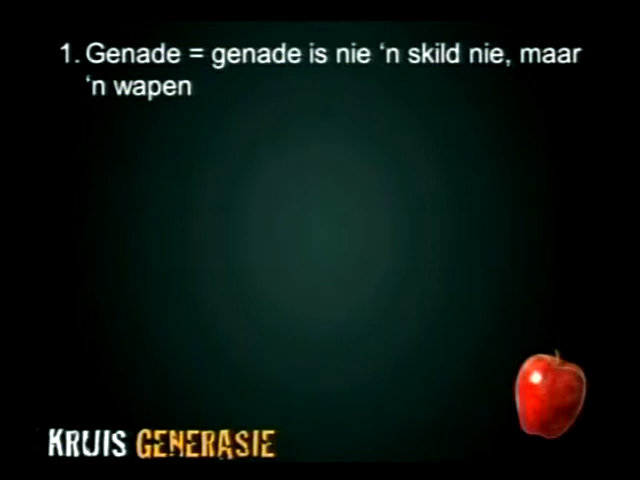 1. Genade = genade is nie ‘n skild nie, maar
‘n wapen
KRUIS GENERASIE